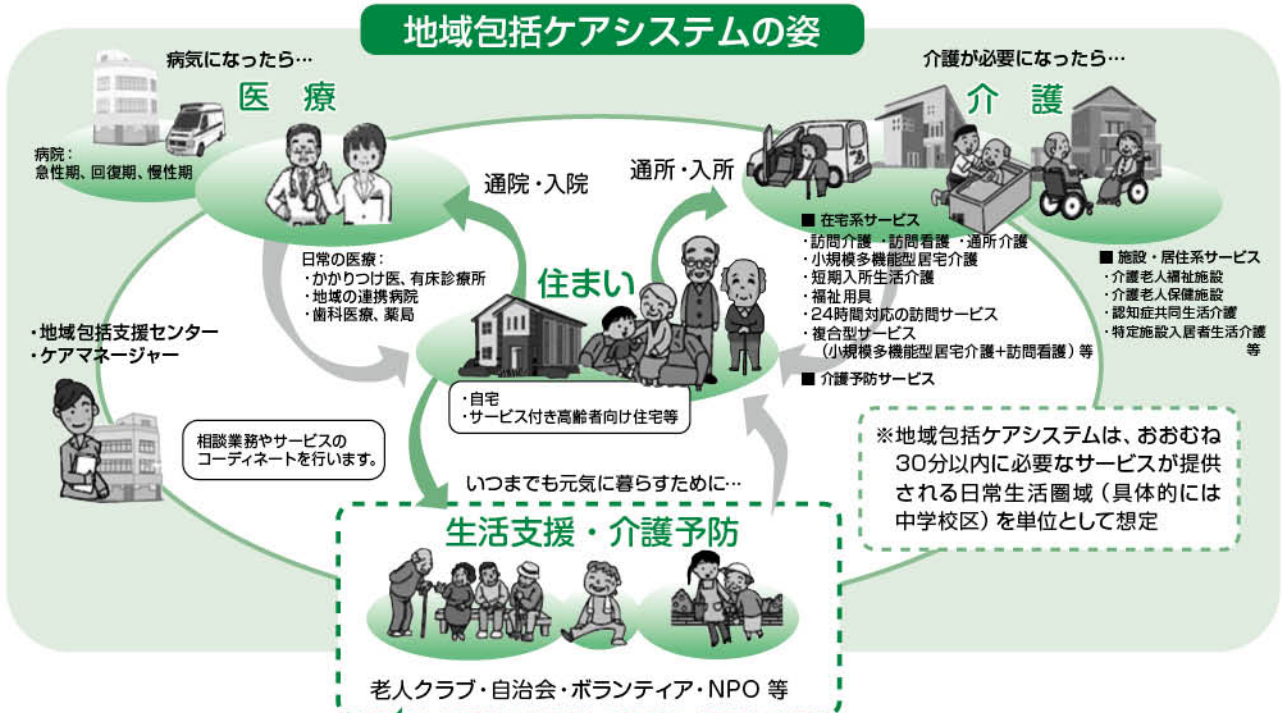 地域包括ケアシステムの姿
病気になったら…
医 療
病院：
急性期、回復期、慢性期
通院・入院
日常の医療：
・かかりつけ医、有床診療所
・地域の連携病院
・歯科医療、薬局
介護が必要になったら…
介 護
通所・入所
■ 在宅系サービス
・訪問介護 ・訪問看護 ・通所介護
・小規模多機能型居宅介護
・短期入所生活介護
・福祉用具
・24時間対応の訪問サービス
・複合型サービス
（小規模多機能型居宅介護+訪問看護）等
■ 介護予防サービス
■ 施設・居住系サービス
・介護老人福祉施設
・介護老人保健施設
・認知症共同生活介護
・特定施設入居者生活介護
等
住まい
・自宅
・サービス付き高齢者向け住宅等
・地域包括支援センター
・ケアマネージャー
相談業務やサービスの
コーディネートを行います。
いつまでも元気に暮らすために…
生活支援・介護予防
老人クラブ・自治会・ボランティア・NPO 等
※地域包括ケアシステムは、おおむね
30分以内に必要なサービスが提供
される日常生活圏域（具体的には
中学校区）を単位として想定